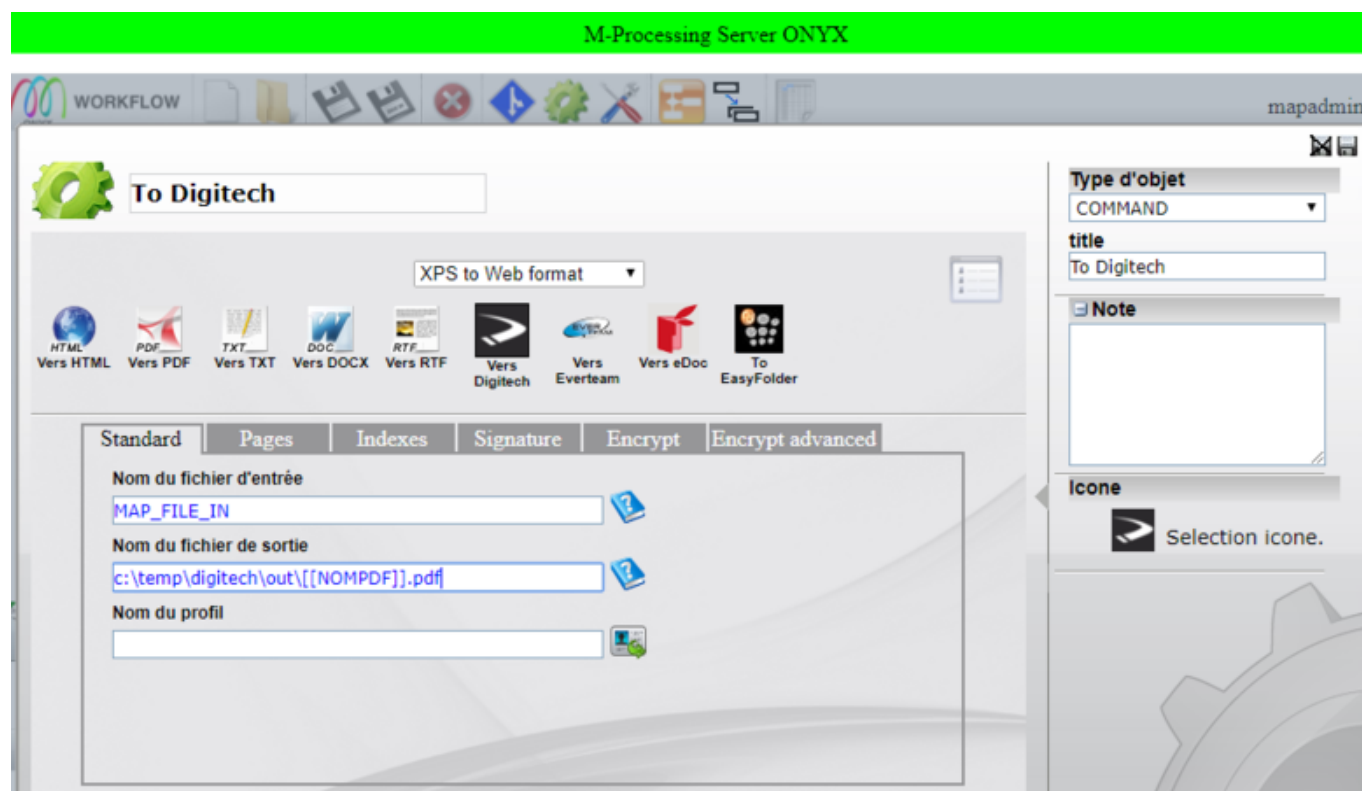 M-Processing Server ONYX
WORKFLOW
mapadmin
To Digitech
XPS to Web format
HTML
Vers HTML
PDF
Vers PDF
TXT
Vers TXT
DOC
Vers DOCX
RTF
Vers RTF
Vers
Digitech
EVER TEAM
Vers
Everteam
Vers eDoc
To
EasyFolder
Standard Pages Indexes Signature Encrypt Encrypt advanced
Nom du fichier d'entrée
MAP_FILE_IN
Nom du fichier de sortie
c:\temp\digitech\out\[[NOMPDF]].pdf
Nom du profil
Type d'objet
COMMAND
title
To Digitech
Note
Icone
Selection icone.